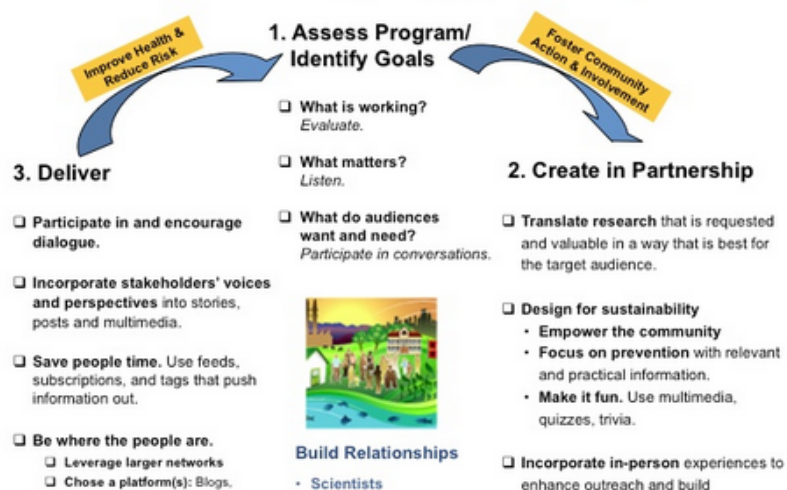 Improve Health &
Reduce Risk
1. Assess Program/
Identify Goals
Foster Community
Action & Involvement
❑ What is working?
Evaluate.
❑ What matters?
Listen.
❑ What do audiences
want and need?
Participate in conversations.
3. Deliver
❑ Participate in and encourage
dialogue.
❑ Incorporate stakeholders' voices
and perspectives into stories,
posts and multimedia.
❑ Save people time. Use feeds,
subscriptions, and tags that push
information out.
❑ Be where the people are.
❑ Leverage larger networks
❑ Chose a platform(s): Blogs,
Build Relationships
• Scientists
2. Create in Partnership
❑ Translate research that is requested
and valuable in a way that is best for
the target audience.
❑ Design for sustainability
• Empower the community
• Focus on prevention with relevant
and practical information.
• Make it fun. Use multimedia,
quizzes, trivia.
❑ Incorporate in-person experiences to
enhance outreach and build